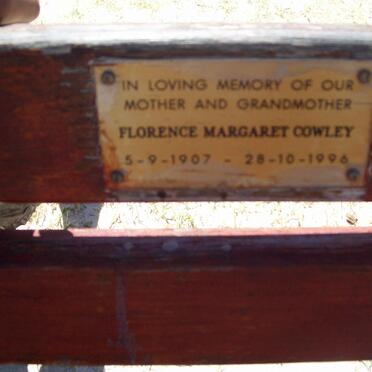 IN LOVING MEMORY OF OUR
MOTHER AND GRANDMOTHER
FLORENCE MARGARET COWLEY
5-9-1907 - 28-10-1996